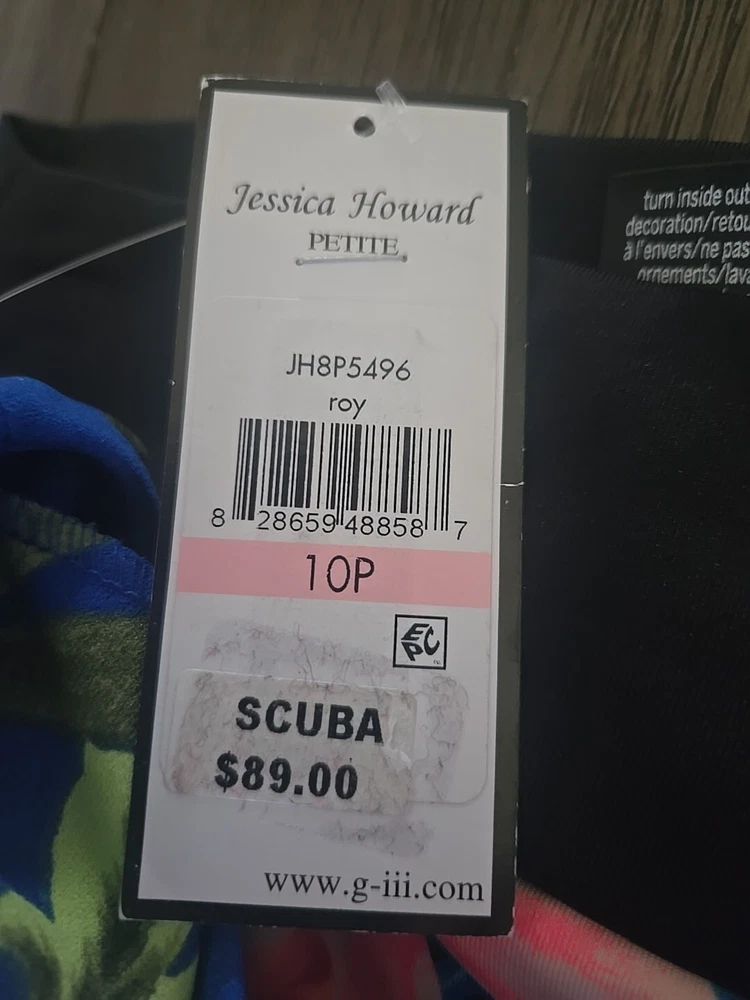 Jessica Howard
PETITE
JH8P5496
roy
8 28659 48858 7
10P
EPC
SCUBA
$89.00
www.g-iii.com
turn inside out
decoration/retou
à l'envers/ne pas
ornements/lava